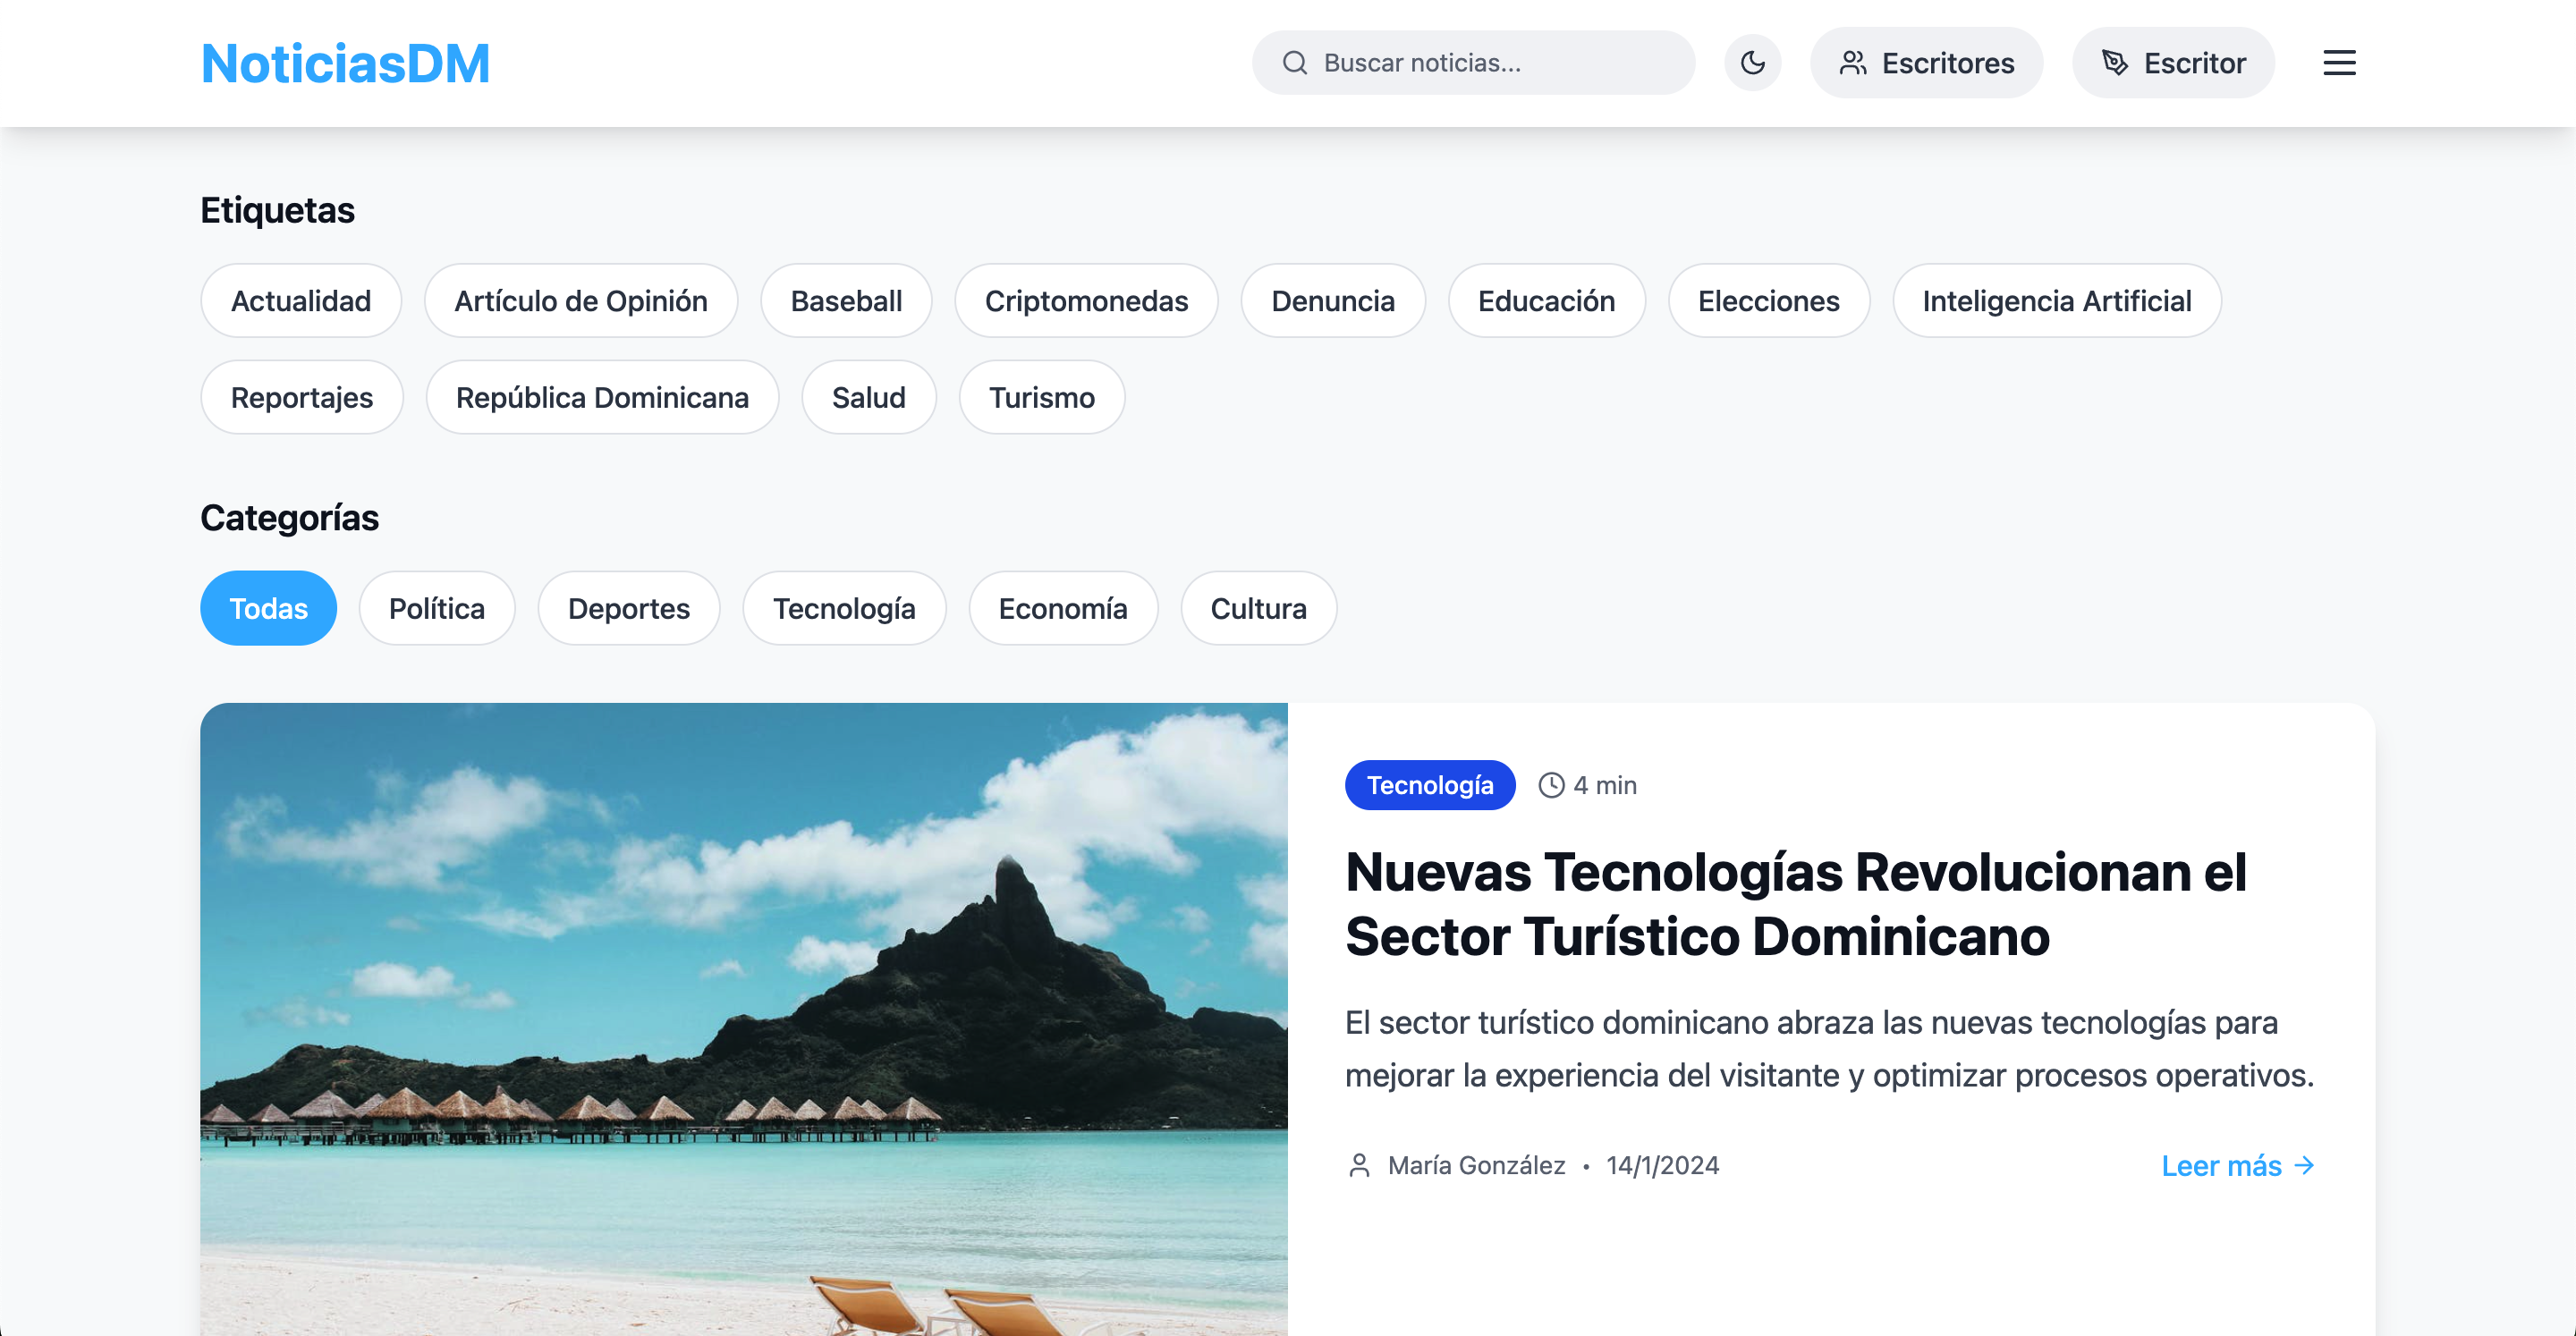 NoticiasDM
Buscar noticias...
Escritores
Escritor
Etiquetas
Actualidad
Artículo de Opinión
Baseball
Criptomonedas
Denuncia
Educación
Elecciones
Inteligencia Artificial
Reportajes
República Dominicana
Salud
Turismo
Categorías
Todas
Política
Deportes
Tecnología
Economía
Cultura
Tecnología
4 min
Nuevas Tecnologías Revolucionan el
Sector Turístico Dominicano
El sector turístico dominicano abraza las nuevas tecnologías para
mejorar la experiencia del visitante y optimizar procesos operativos.
María González • 14/1/2024
Leer más →